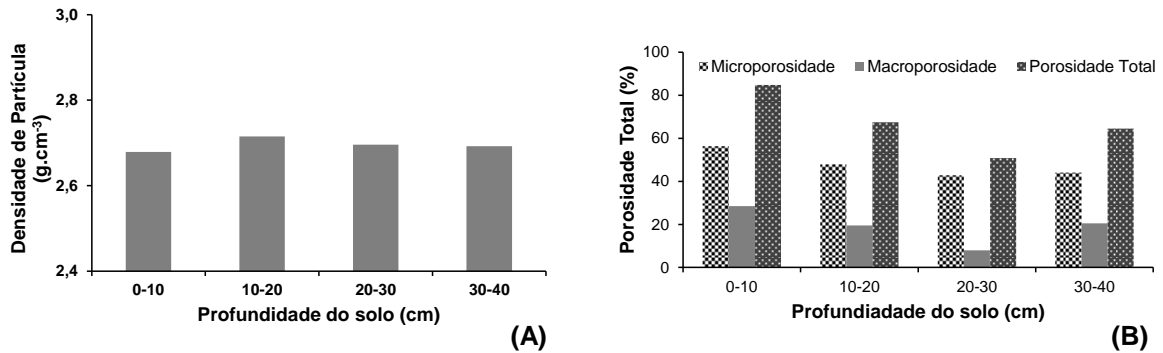 3,0
2,8
2,6
2,4
Densidade de Partícula
(g.cm-3)
0-10 10-20 20-30 30-40
Profundidade do solo (cm)
(A)
100
80
60
40
20
0
Porosidade Total (%)
Microporosidade Macroporosidade Porosidade Total
0-10 10-20 20-30 30-40
Profundiadade do solo (cm)
(B)